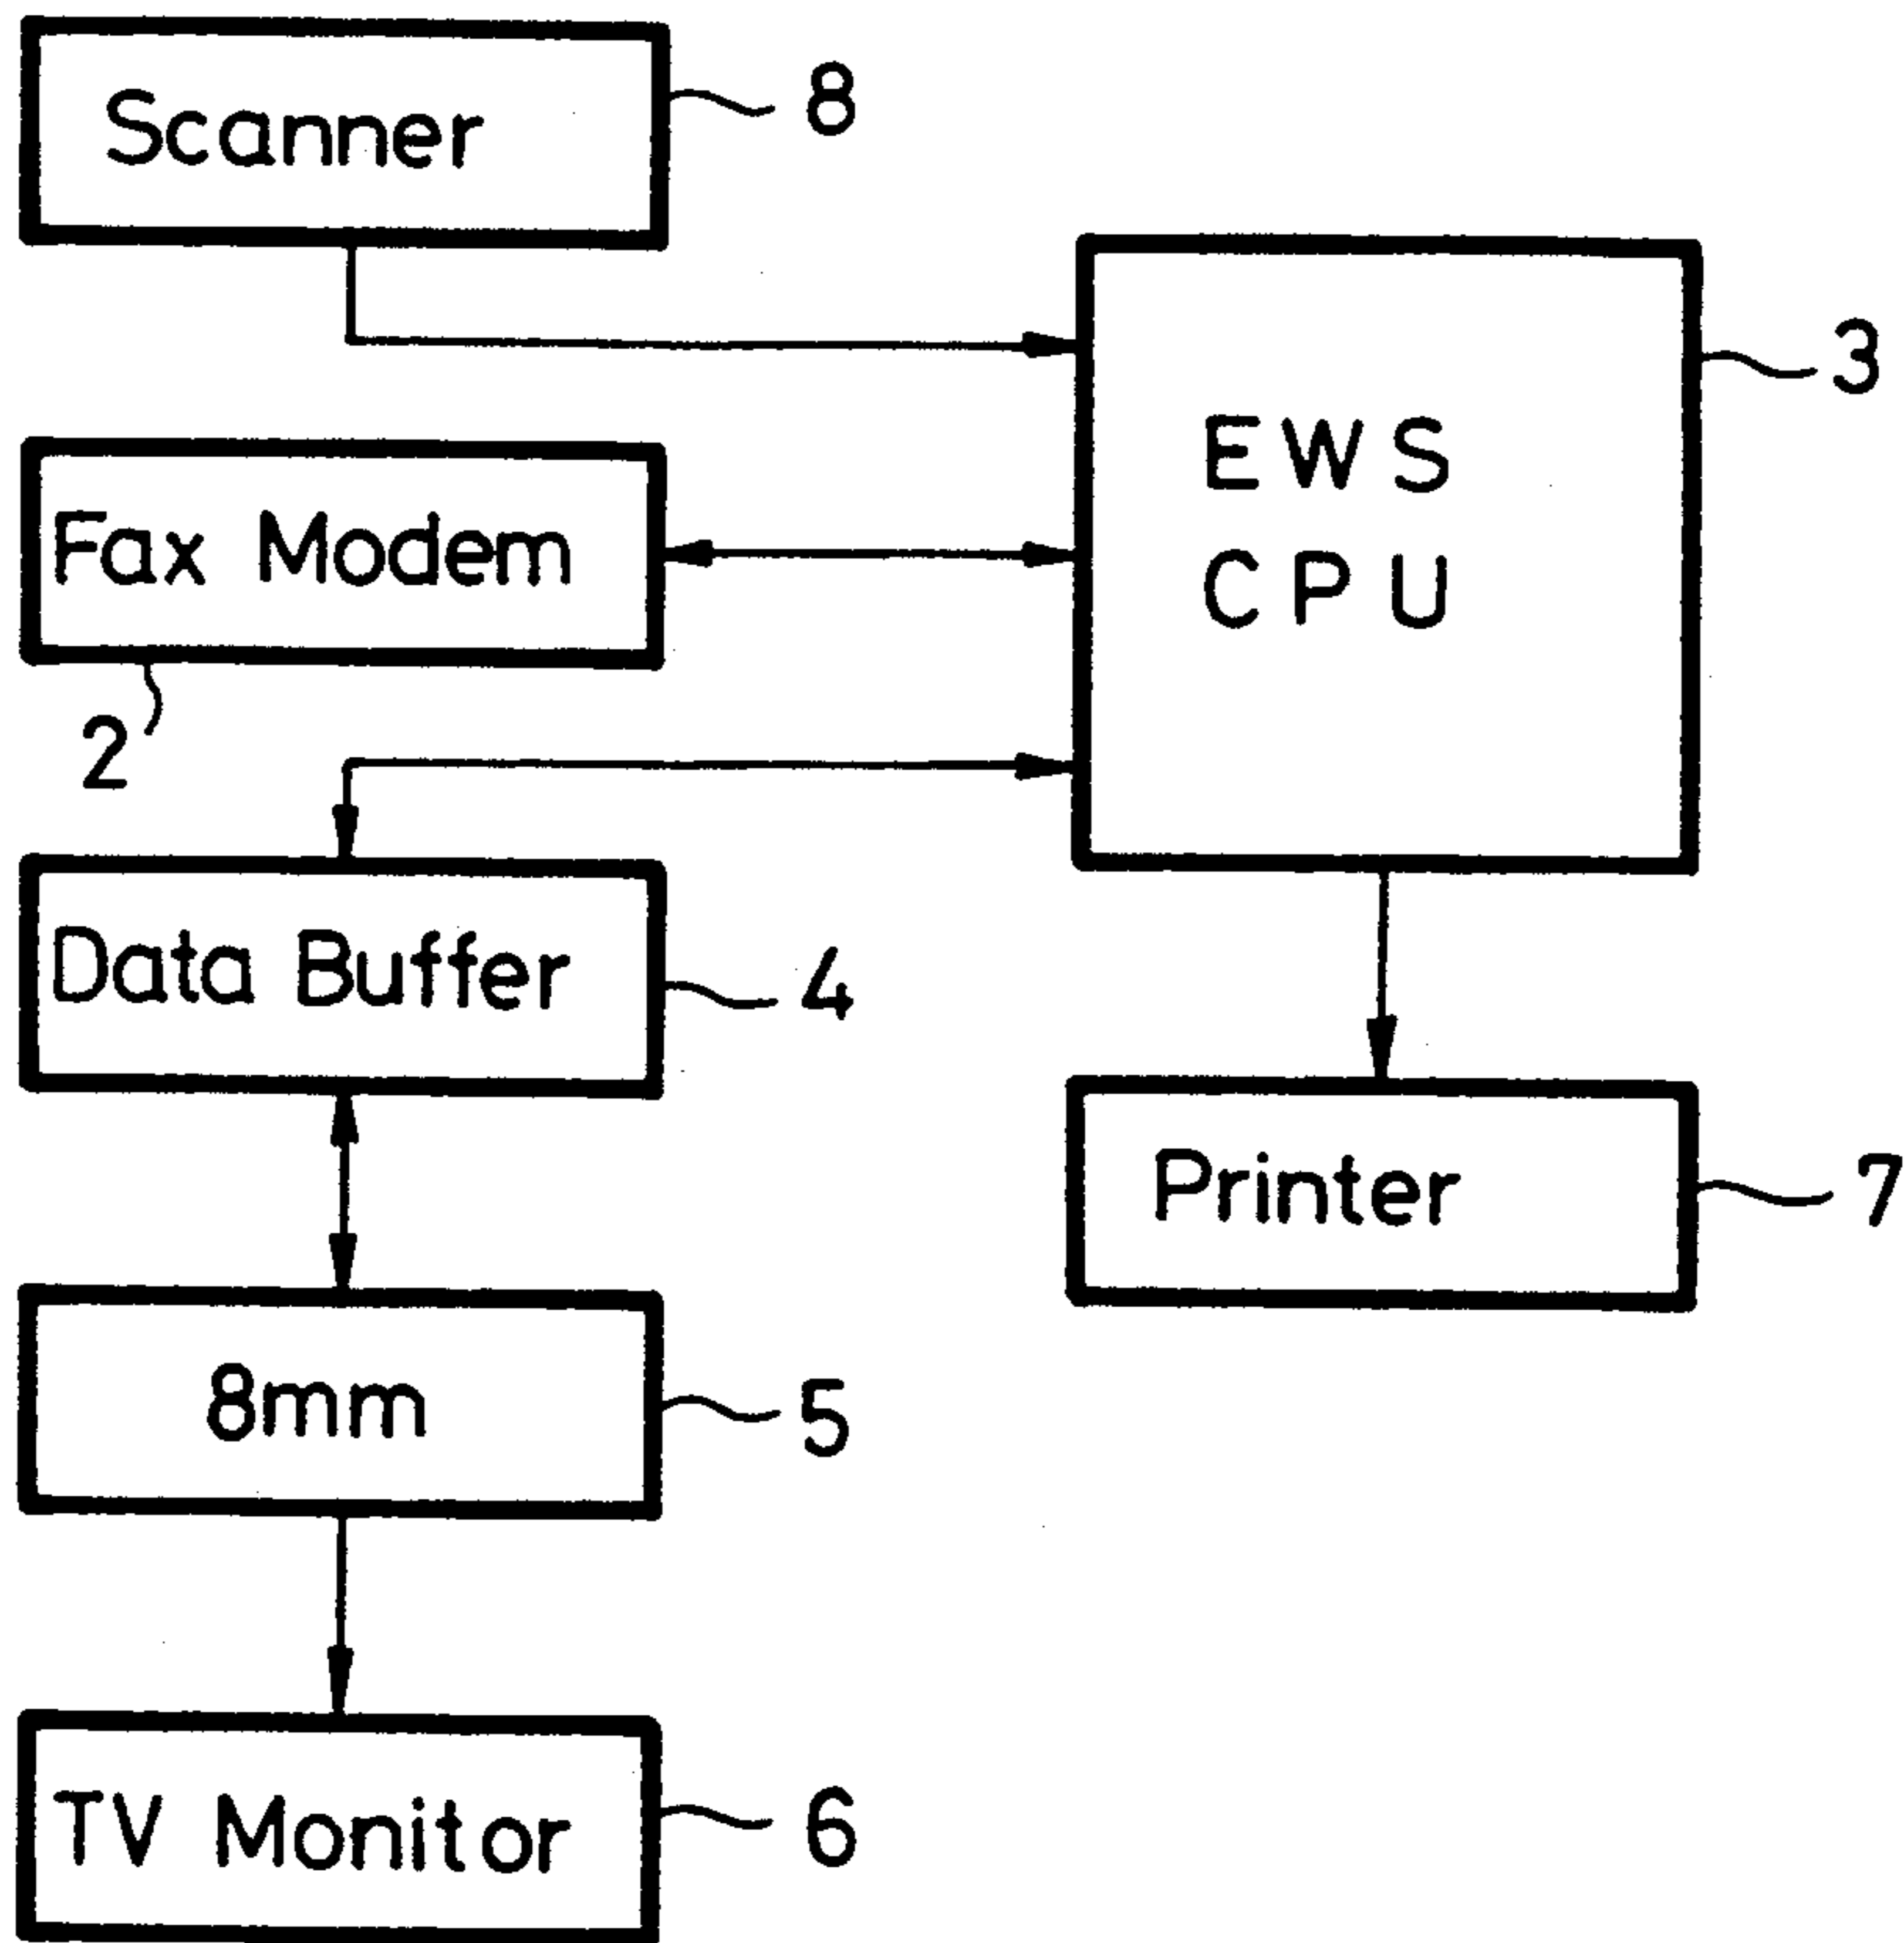 Scanner
8
EWS
CPU
3
Fax Modem
2
Data Buffer
4
Printer
7
8mm
5
TV Monitor
6